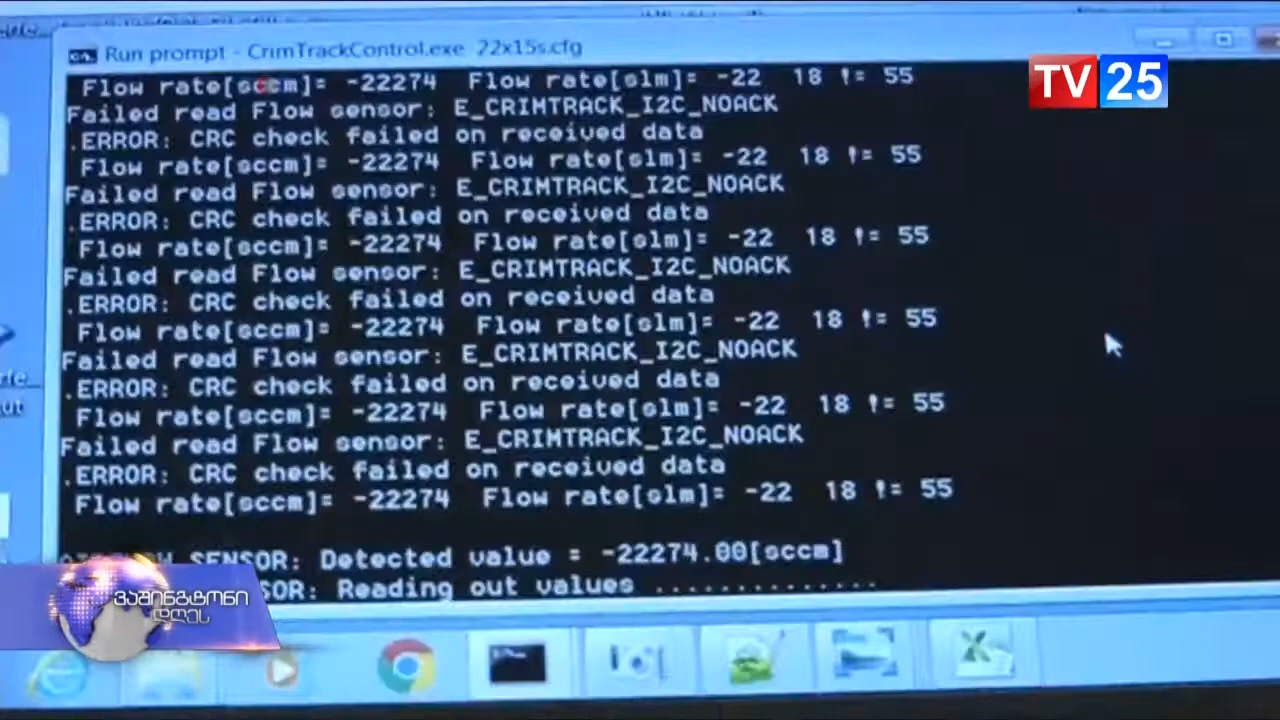 Run prompt - CrimTrackControl.exe 22x15s.cfg
TV 25
Flow rate[sccm]= -22274 Flow rate[slm]= -22 18 != 55
Failed read Flow sensor: E_CRIMTRACK_I2C_NOACK
.ERROR: CRC check failed on received data
Flow rate[sccm]= -22274 Flow rate[slm]= -22 18 != 55
Failed read Flow sensor: E_CRIMTRACK_I2C_NOACK
.ERROR: CRC check failed on received data
Flow rate[sccm]= -22274 Flow rate[slm]= -22 18 != 55
Failed read Flow sensor: E_CRIMTRACK_I2C_NOACK
.ERROR: CRC check failed on received data
Flow rate[sccm]= -22274 Flow rate[slm]= -22 18 != 55
Failed read Flow sensor: E_CRIMTRACK_I2C_NOACK
.ERROR: CRC check failed on received data
Flow rate[sccm]= -22274 Flow rate[slm]= -22 18 != 55
Failed read Flow sensor: E_CRIMTRACK_I2C_NOACK
.ERROR: CRC check failed on received data
Flow rate[sccm]= -22274 Flow rate[slm]= -22 18 != 55
SENSOR: Detected value = -22274.00[sccm]
SOR: Reading out values .............
ვაშინგტონი
დღეს